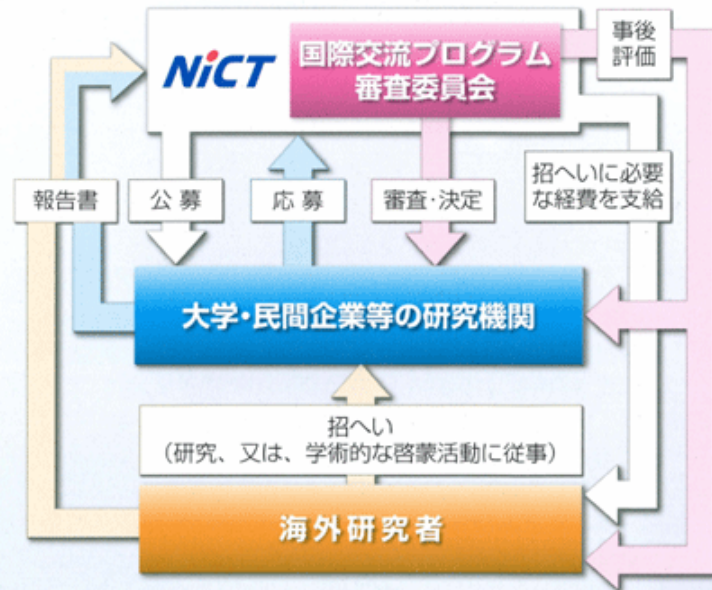 NiCT
国際交流プログラム
審査委員会
事後
評価
報告書
公 募
応 募
審査・決定
招へいに必要
な経費を支給
大学・民間企業等の研究機関
招へい
（研究、又は、学術的な啓蒙活動に従事）
海外研究者